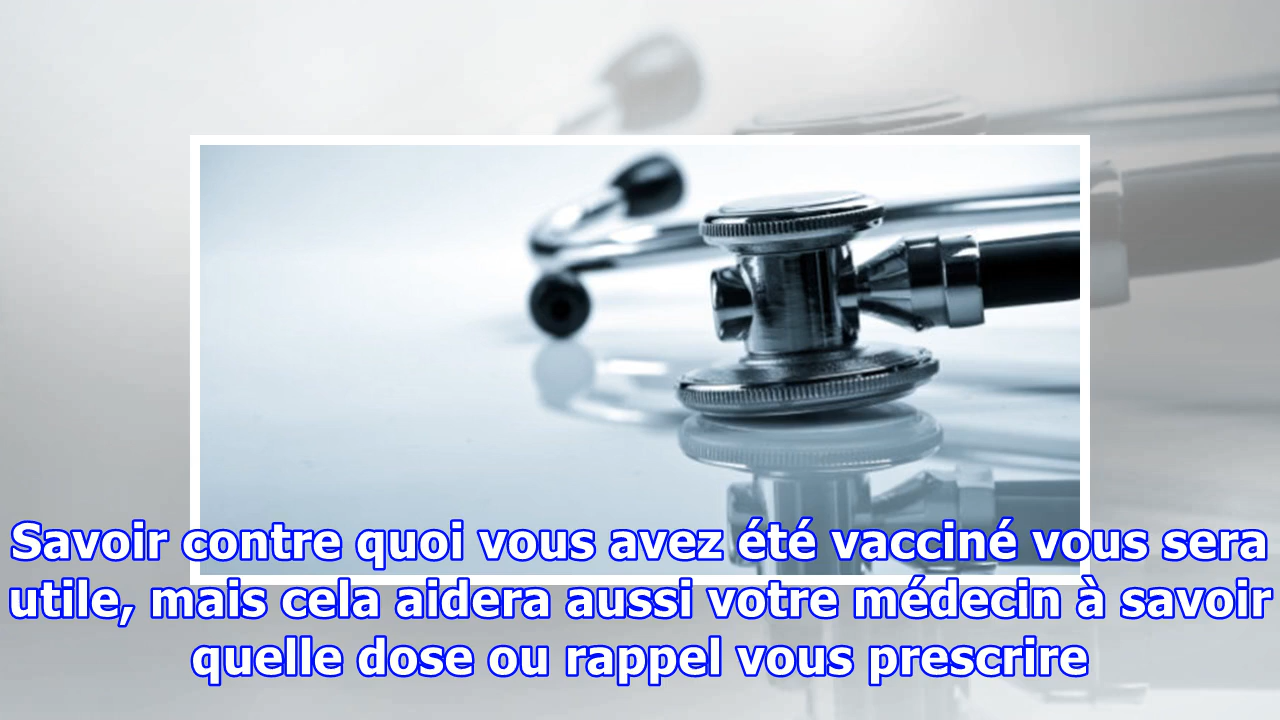 Savoir contre quoi vous avez été vacciné vous sera
utile, mais cela aidera aussi votre médecin à savoir
quelle dose ou rappel vous prescrire